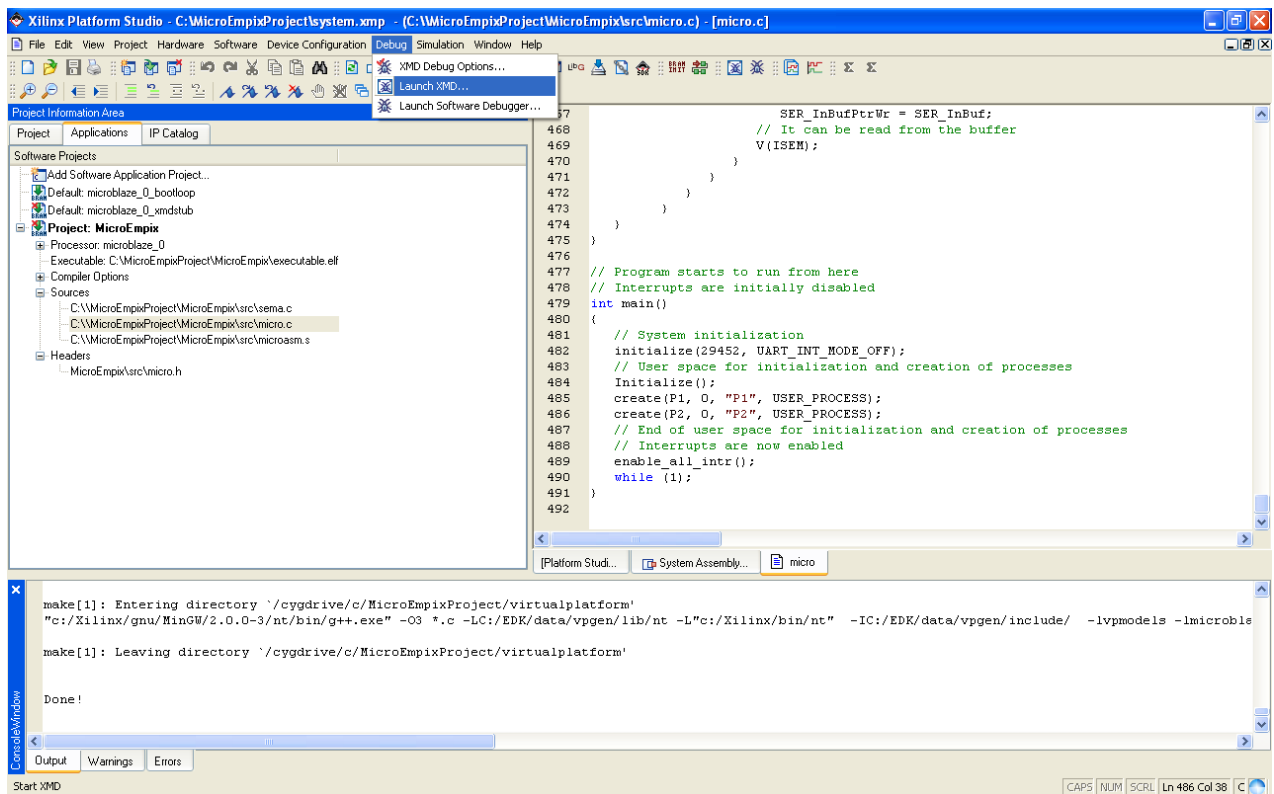 Xilinx Platform Studio - C:\MicroEmpixProject\system.xmp - (C:\\MicroEmpixProject\MicroEmpix\src\micro.c) - [micro.c]
File Edit View Project Hardware Software Device Configuration Debug Simulation Window Help
XMD Debug Options...
Launch XMD...
Launch Software Debugger...
Project Information Area
Project Applications IP Catalog
Software Projects
Add Software Application Project...
Default: microblaze_0_bootloop
Default: microblaze_0_xmdstub
Project: MicroEmpix
Processor: microblaze_0
Executable: C:\MicroEmpixProject\MicroEmpix\executable.elf
Compiler Options
Sources
C:\\MicroEmpixProject\MicroEmpix\src\sema.c
C:\\MicroEmpixProject\MicroEmpix\src\micro.c
C:\\MicroEmpixProject\MicroEmpix\src\microasm.s
Headers
MicroEmpix\src\micro.h
57 SER_InBufPtrWr = SER_InBuf;
468 // It can be read from the buffer
469 V(ISEM);
470 }
471 }
472 }
473 }
474 }
475 }
476
477 // Program starts to run from here
478 // Interrupts are initially disabled
479 int main()
480 {
481 // System initialization
482 initialize(29452, UART_INT_MODE_OFF);
483 // User space for initialization and creation of processes
484 Initialize();
485 create(P1, 0, "P1", USER_PROCESS);
486 create(P2, 0, "P2", USER_PROCESS);
487 // End of user space for initialization and creation of processes
488 // Interrupts are now enabled
489 enable_all_intr();
490 while (1);
491 }
492
[Platform Studi... System Assembly... micro
make[1]: Entering directory `/cygdrive/c/MicroEmpixProject/virtualplatform'
"c:/Xilinx/gnu/MinGW/2.0.0-3/nt/bin/g++.exe" -O3 *.c -LC:/EDK/data/vpgen/lib/nt -L"c:/Xilinx/bin/nt" -IC:/EDK/data/vpgen/include/ -lvpmodels -lmicrobla
make[1]: Leaving directory `/cygdrive/c/MicroEmpixProject/virtualplatform'
Done!
ConsoleWindow
Output Warnings Errors
Start XMD
CAPS NUM SCRL Ln 486 Col 38 C